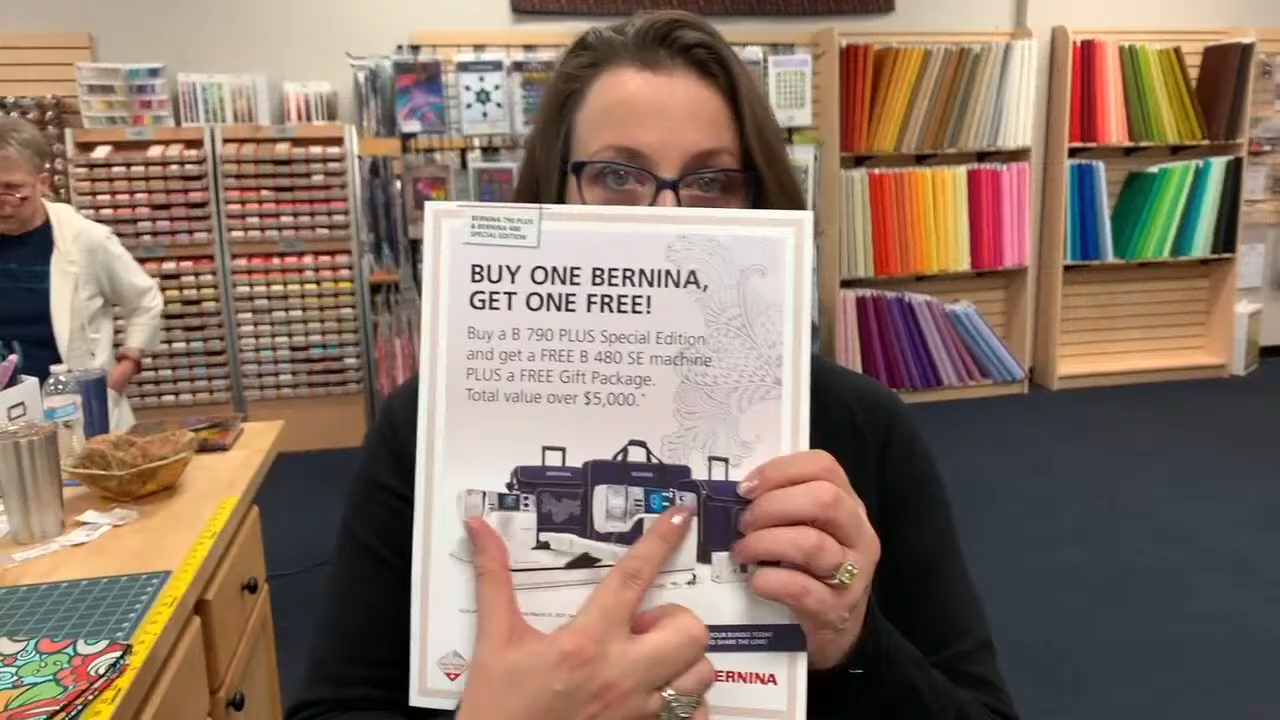 BERNINA 790 PLUS
& BERNINA 480
SPECIAL EDITION
BUY ONE BERNINA,
GET ONE FREE!
Buy a B 790 PLUS Special Edition
and get a FREE B 480 SE machine
PLUS a FREE Gift Package.
Total value over $5,000.*
YOUR BUNDLE TODAY
SHARE THE LOVE!
ERNINA